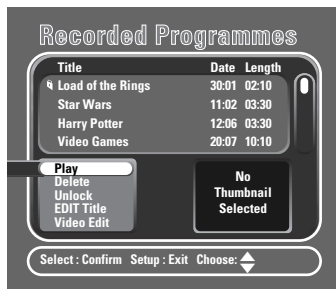 Recorded Programmes
Title Date Length
Load of the Rings 30:01 02:10
Star Wars 11:02 03:30
Harry Potter 12:06 03:30
Video Games 20:07 10:10
Play
Delete
Unlock
EDIT Title
Video Edit
No
Thumbnail
Selected
Select : Confirm Setup : Exit Choose: